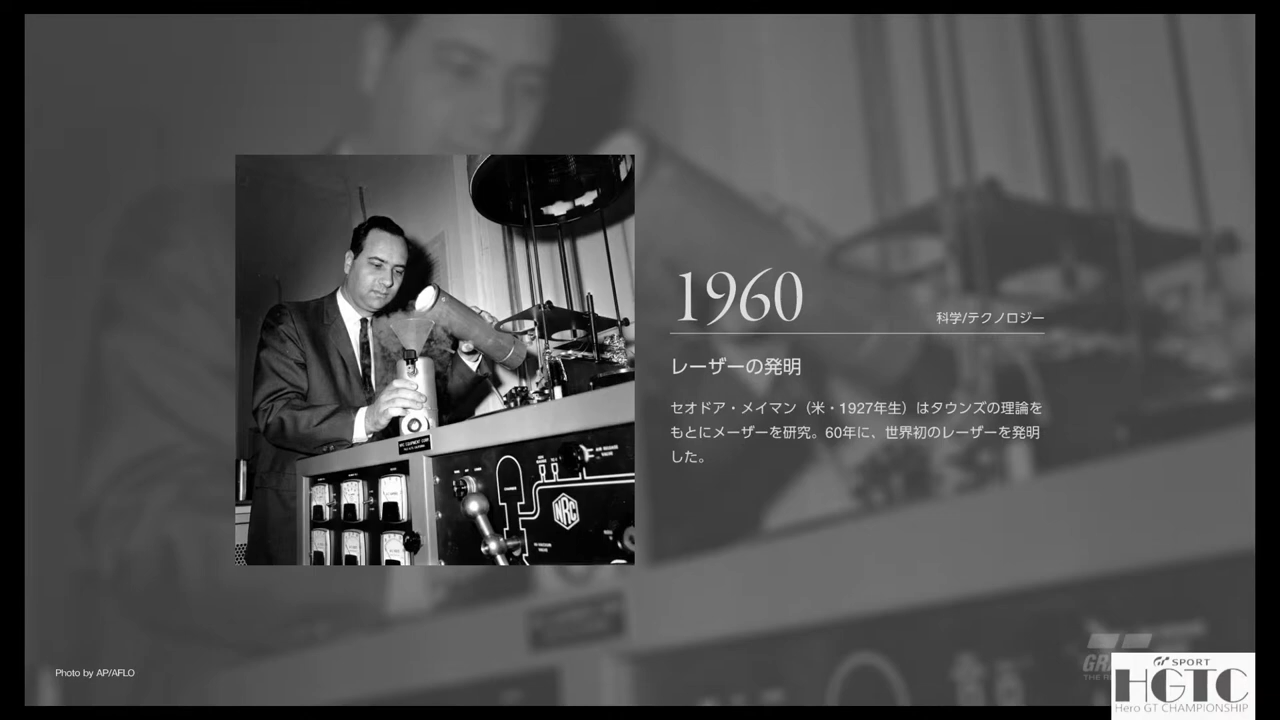 1960
科学/テクノロジー
レーザーの発明
セオドア・メイマン（米・1927年生）はタウンズの理論を
もとにメーザーを研究。60年に、世界初のレーザーを発明
した。
NRC
Photo by AP/AFLO
GT SPORT
HGTC
Hero GT CHAMPIONSHIP